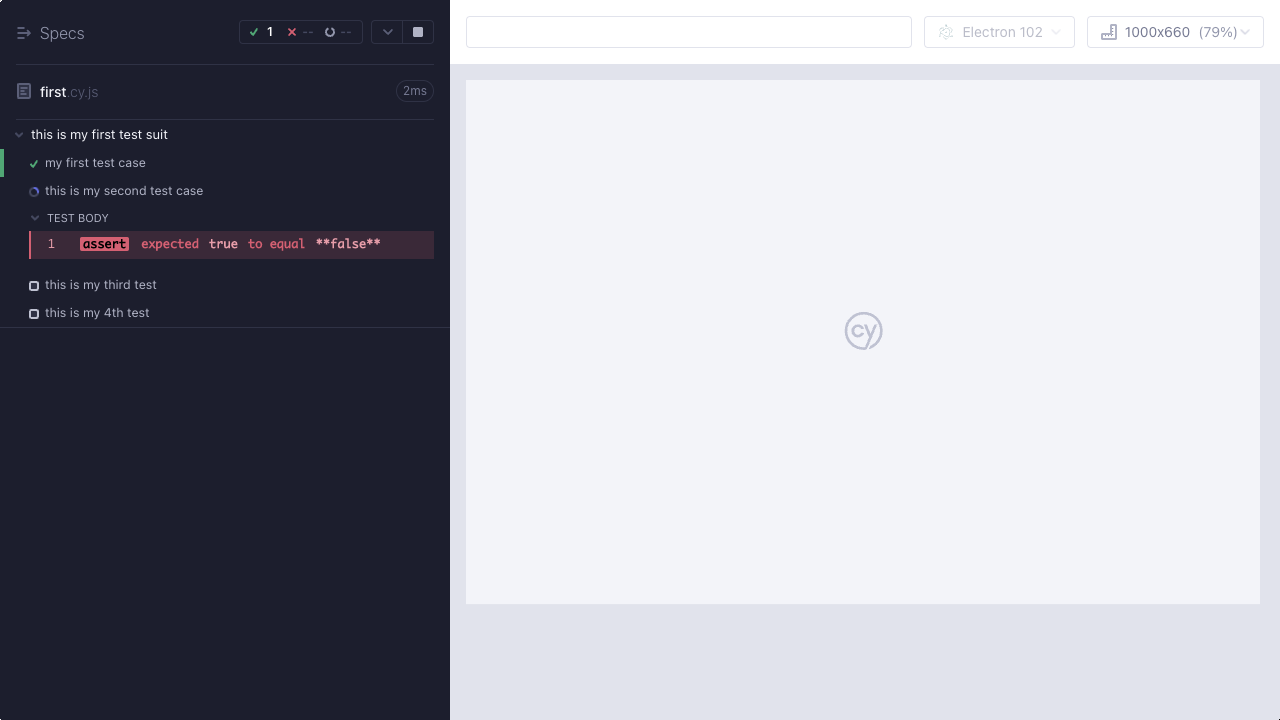 Specs
1 -- --
first.cy.js
2ms
this is my first test suit
my first test case
this is my second test case
TEST BODY
1 assert expected true to equal **false**
this is my third test
this is my 4th test
Electron 102
1000x660 (79%)
cy